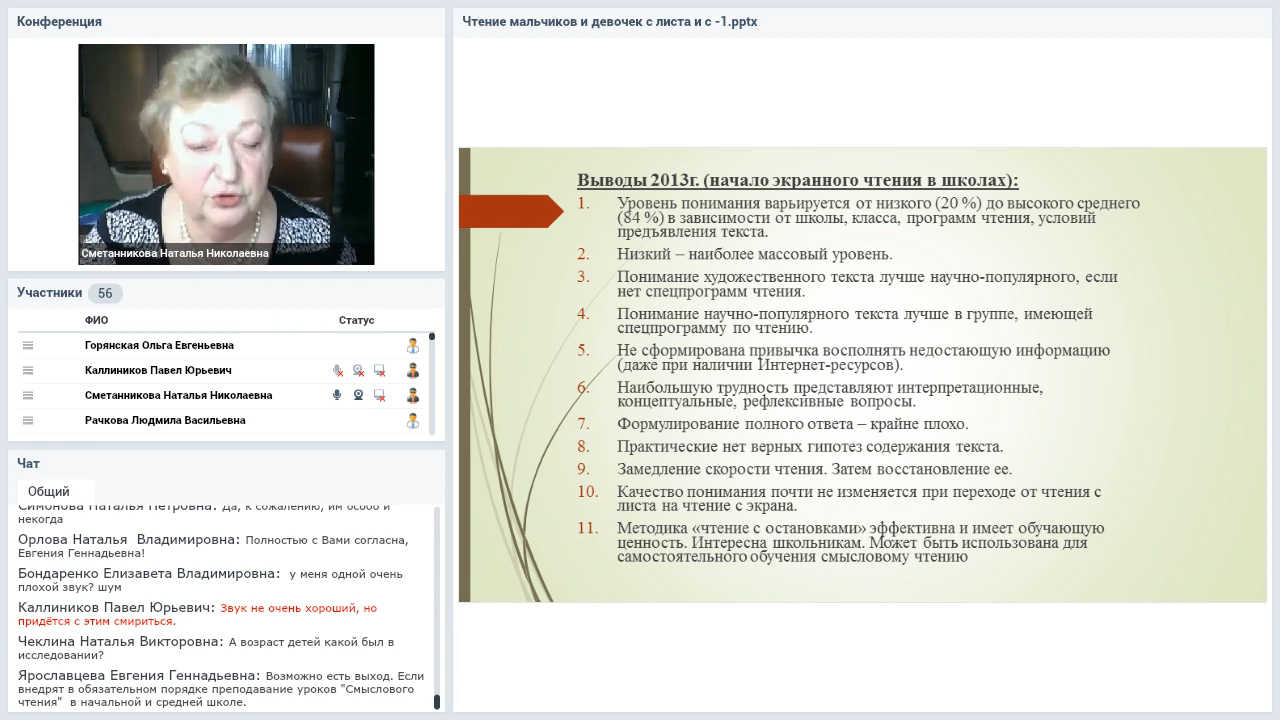 Конференция
Сметанникова Наталья Николаевна
Участники 56
ФИО Статус
Горянская Ольга Евгеньевна
Каллиников Павел Юрьевич
Сметанникова Наталья Николаевна
Рачкова Людмила Васильевна
Чат
Общий
Симонова Наталья Петровна: Да, к сожалению, им особо и
некогда
Орлова Наталья Владимировна: Полностью с Вами согласна,
Евгения Геннадьевна!
Бондаренко Елизавета Владимировна: у меня одной очень
плохой звук? шум
Каллиников Павел Юрьевич: Звук не очень хороший, но
придётся с этим смириться.
Чеклина Наталья Викторовна: А возраст детей какой был в
исследовании?
Ярославцева Евгения Геннадьевна: Возможно есть выход. Если
внедрят в обязательном порядке преподавание уроков "Смыслового
чтения" в начальной и средней школе.
Чтение мальчиков и девочек с листа и с -1.pptx
Выводы 2013г. (начало экранного чтения в школах):
1. Уровень понимания варьируется от низкого (20 %) до высокого среднего
(84 %) в зависимости от школы, класса, программ чтения, условий
предъявления текста.
2. Низкий – наиболее массовый уровень.
3. Понимание художественного текста лучше научно-популярного, если
нет спецпрограмм чтения.
4. Понимание научно-популярного текста лучше в группе, имеющей
спецпрограмму по чтению.
5. Не сформирована привычка восполнять недостающую информацию
(даже при наличии Интернет-ресурсов).
6. Наибольшую трудность представляют интерпретационные,
концептуальные, рефлексивные вопросы.
7. Формулирование полного ответа – крайне плохо.
8. Практические нет верных гипотез содержания текста.
9. Замедление скорости чтения. Затем восстановление ее.
10. Качество понимания почти не изменяется при переходе от чтения с
листа на чтение с экрана.
11. Методика «чтение с остановками» эффективна и имеет обучающую
ценность. Интересна школьникам. Может быть использована для
самостоятельного обучения смысловому чтению